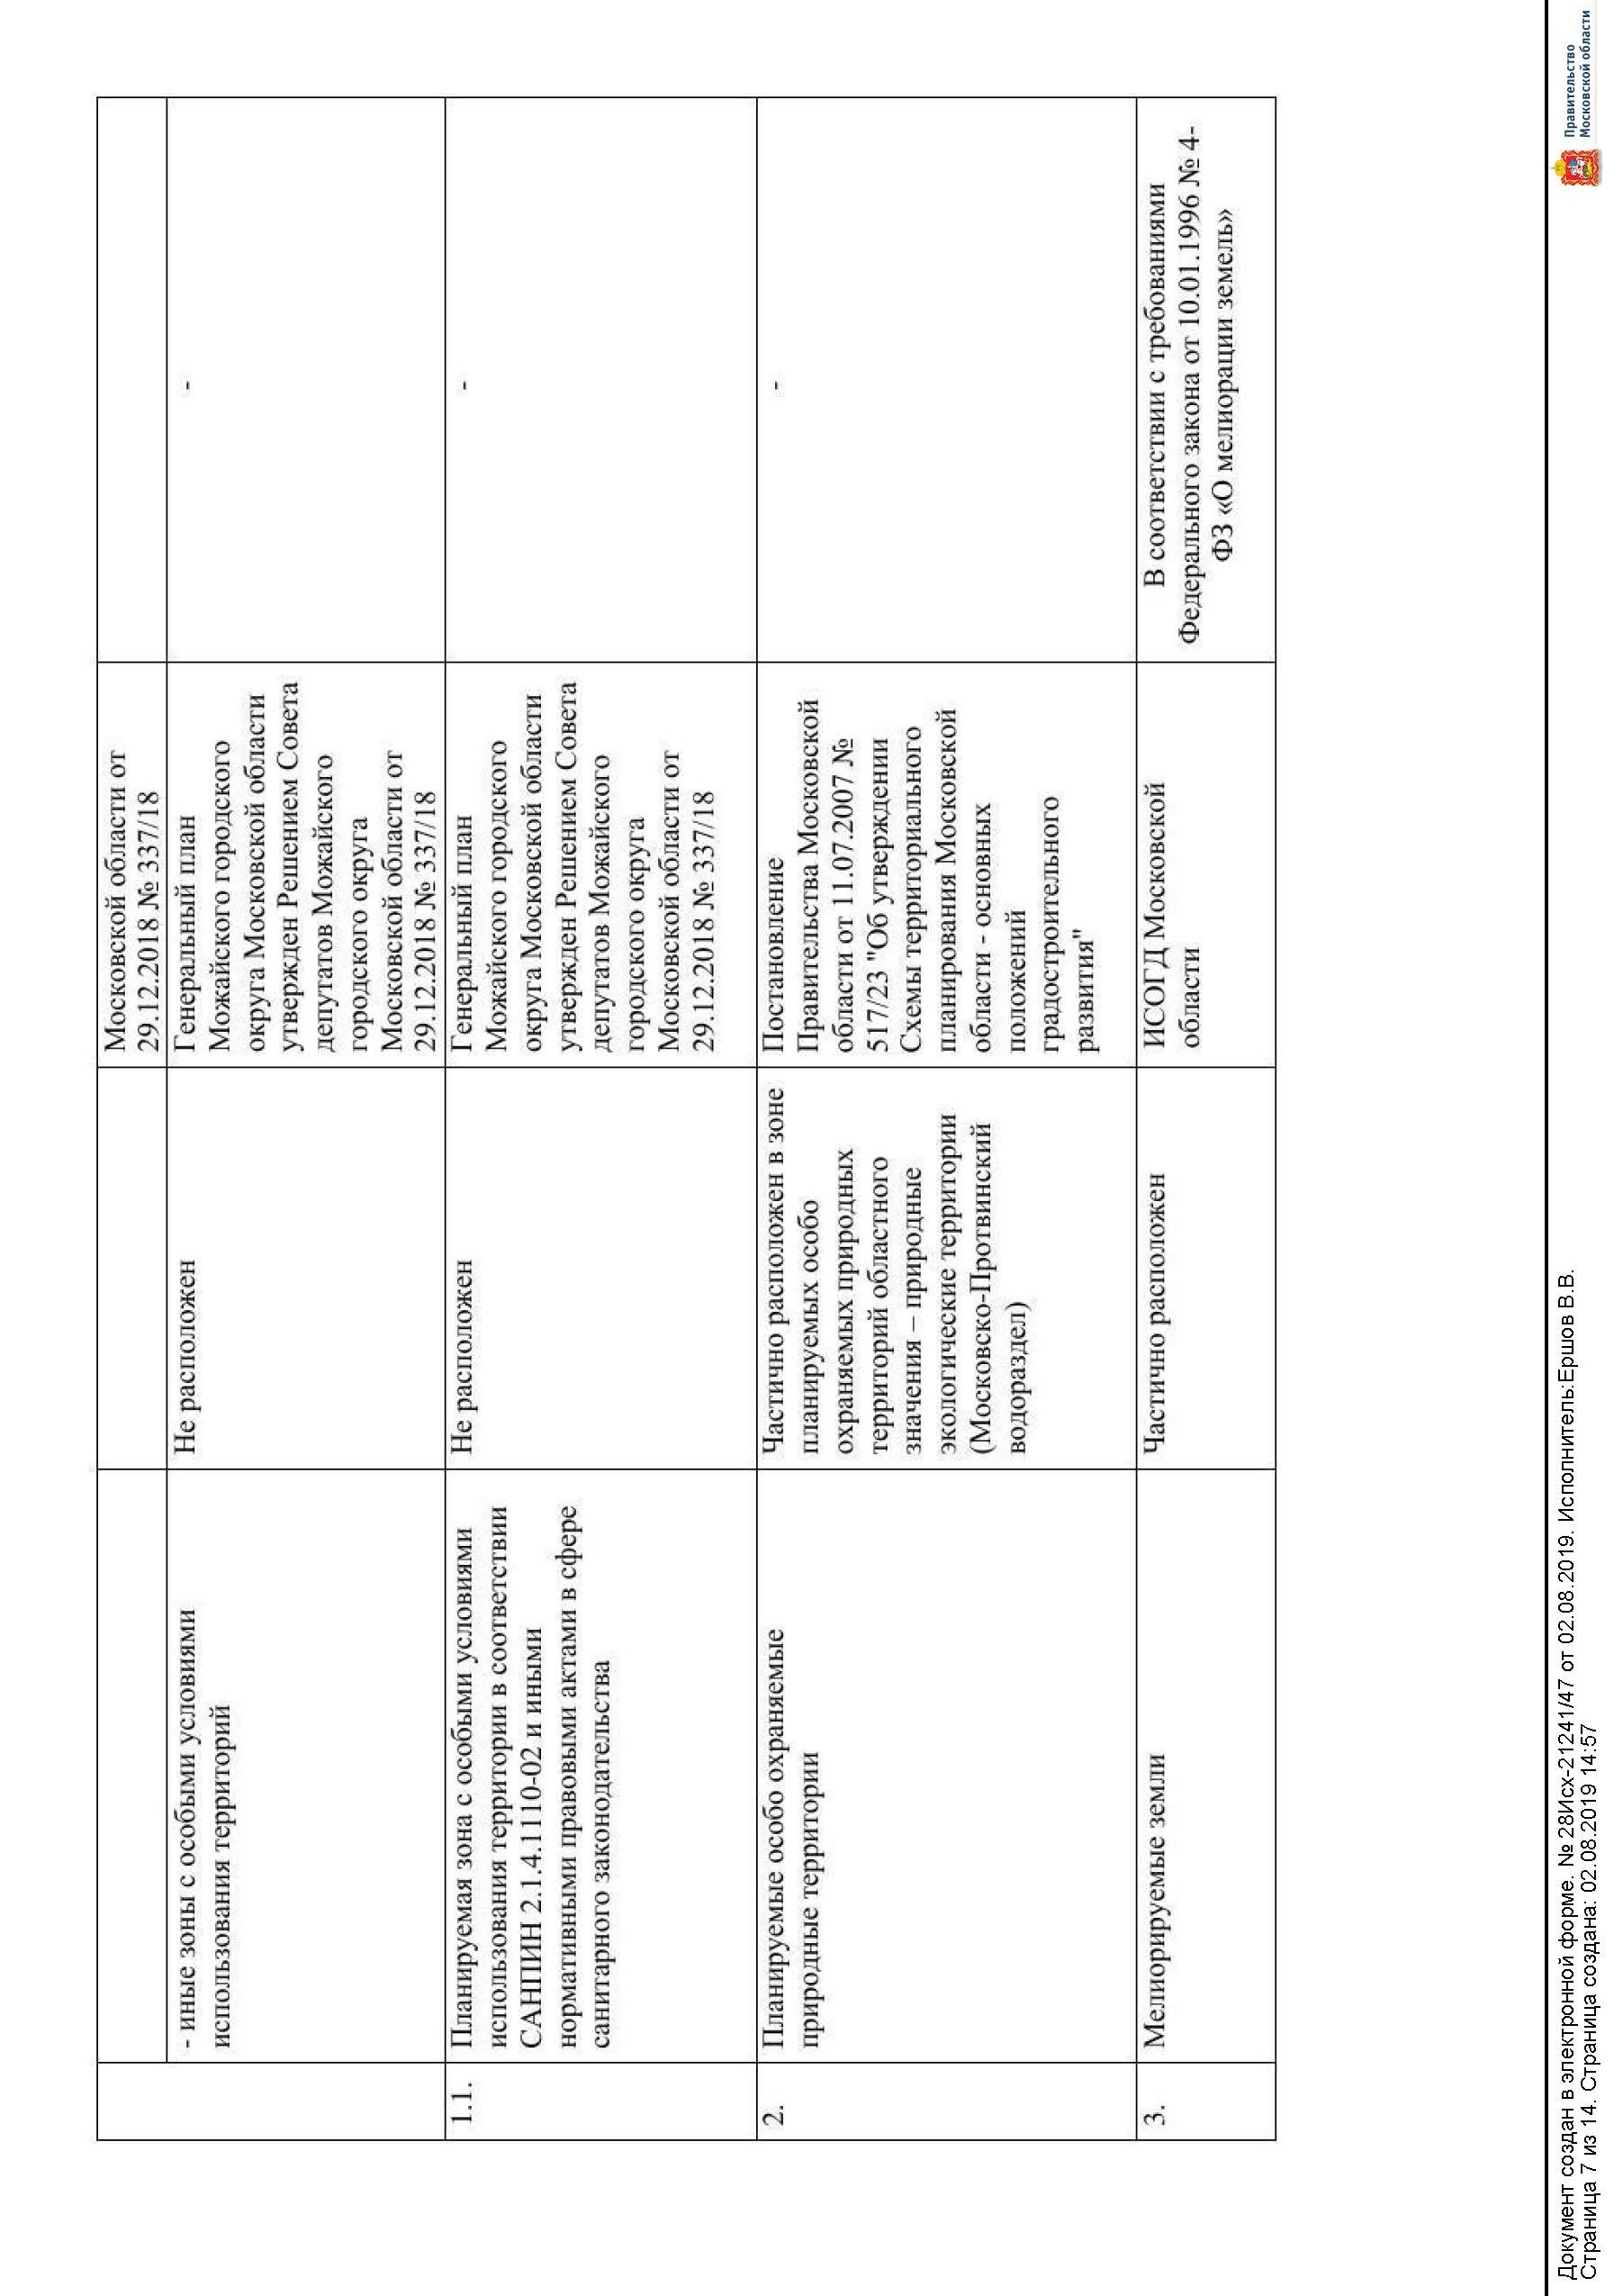 Московской области от
29.12.2018 № 337/18
- иные зоны с особыми условиями
использования территорий
Не расположен
Генеральный план
Можайского городского
округа Московской области
утвержден Решением Совета
депутатов Можайского
городского округа
Московской области от
29.12.2018 № 337/18
-
1.1.
Планируемая зона с особыми условиями
использования территории в соответствии
САНПИН 2.1.4.1110-02 и иными
нормативными правовыми актами в сфере
санитарного законодательства
Не расположен
Генеральный план
Можайского городского
округа Московской области
утвержден Решением Совета
депутатов Можайского
городского округа
Московской области от
29.12.2018 № 337/18
-
2.
Планируемые особо охраняемые
природные территории
Частично расположен в зоне
планируемых особо
охраняемых природных
территорий областного
значения – природные
экологические территории
(Московско-Протвинский
водораздел)
Постановление
Правительства Московской
области от 11.07.2007 №
517/23 "Об утверждении
Схемы территориального
планирования Московской
области - основных
положений
градостроительного
развития"
-
3.
Мелиорируемые земли
Частично расположен
ИСОГД Московской
области
В соответствии с требованиями
Федерального закона от 10.01.1996 № 4-
ФЗ «О мелиорации земель»
Документ создан в электронной форме. № 28Исх-21241/47 от 02.08.2019. Исполнитель:Ершов В.В.
Страница 7 из 14. Страница создана: 02.08.2019 14:57
Правительство
Московской области